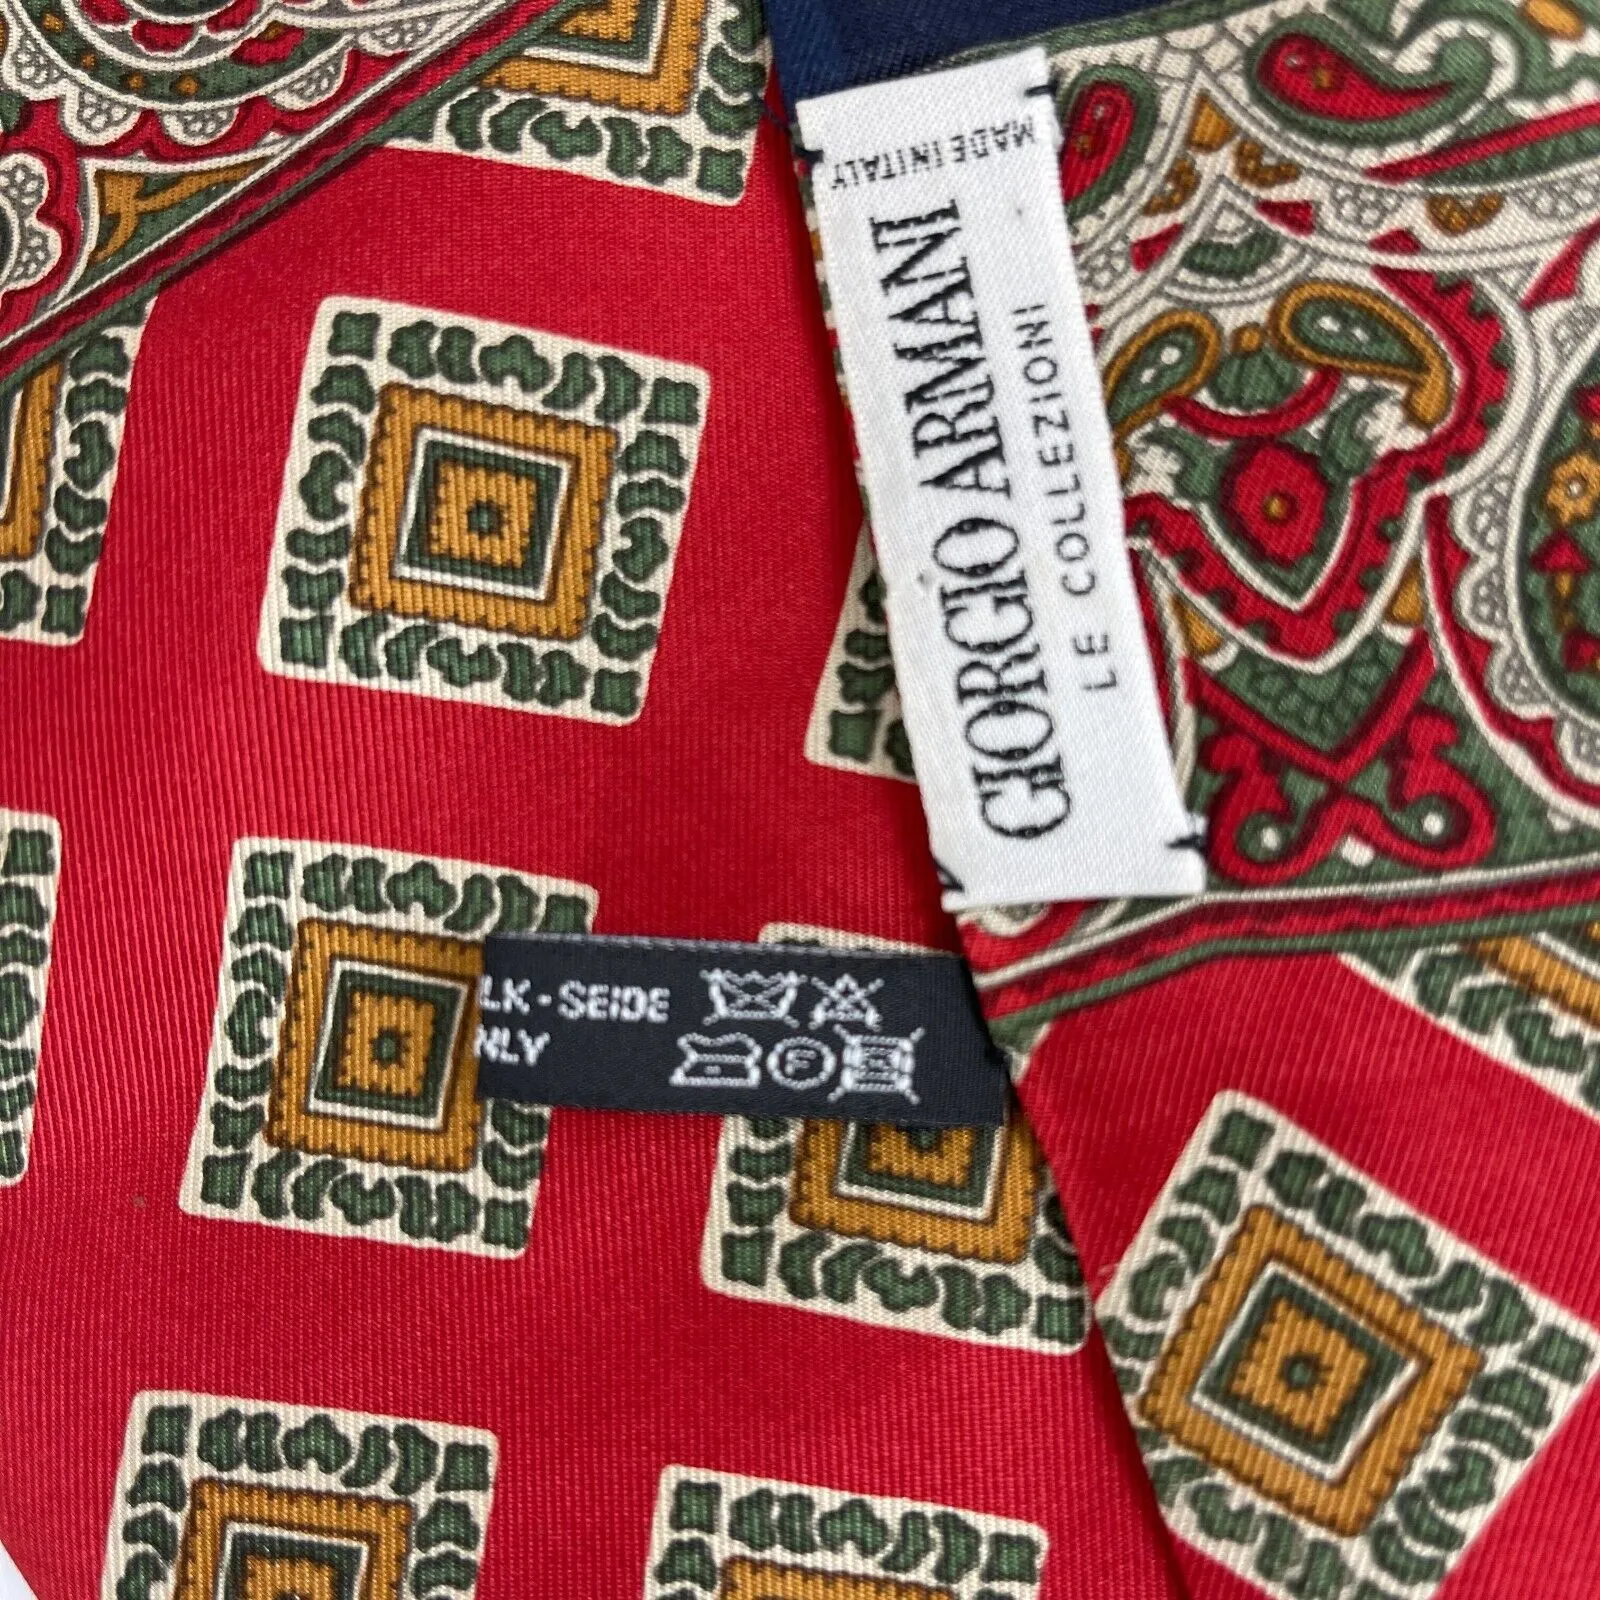 GIORGIO ARMANI
LE COLLEZIONI
MADE IN ITALY
LK - SEIDE
NLY
F